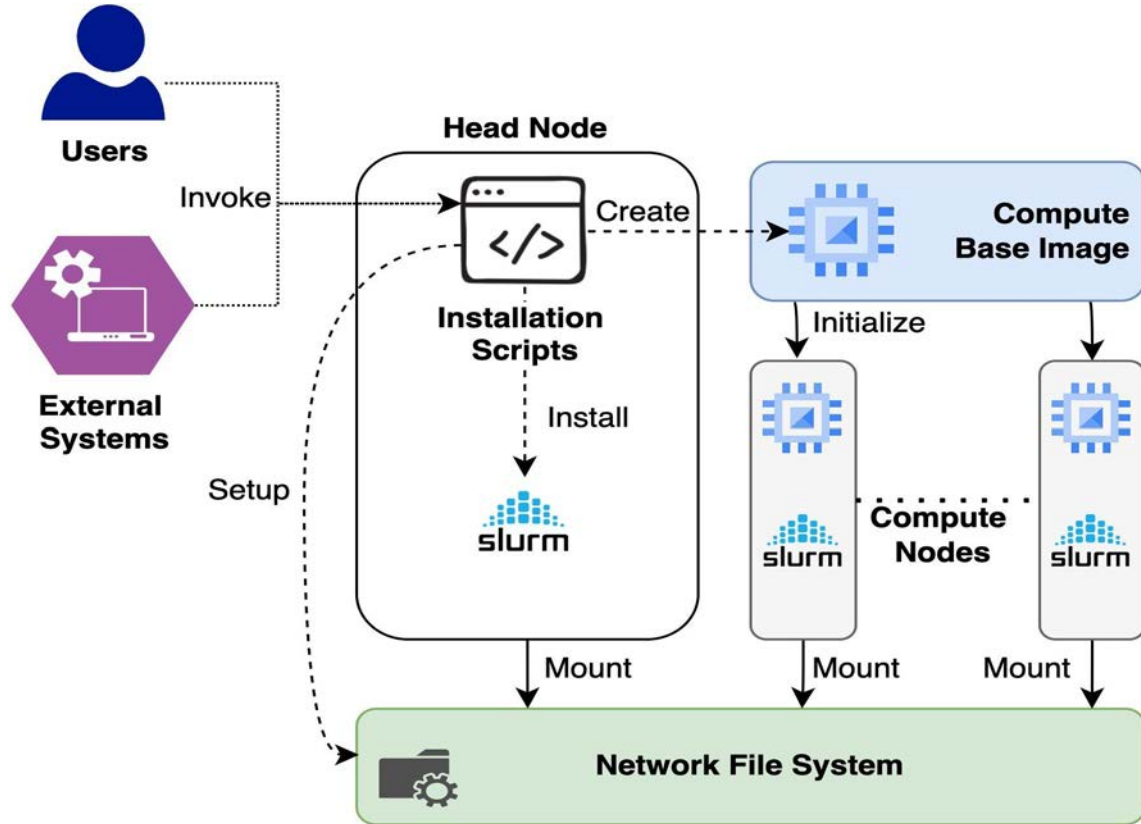 Users
Invoke
External
Systems
Head Node
</>
Installation
Scripts
Create
Install
slurm
Setup
Compute
Base Image
Initialize
slurm
Compute
Nodes
slurm
Mount
Mount
Mount
Network File System